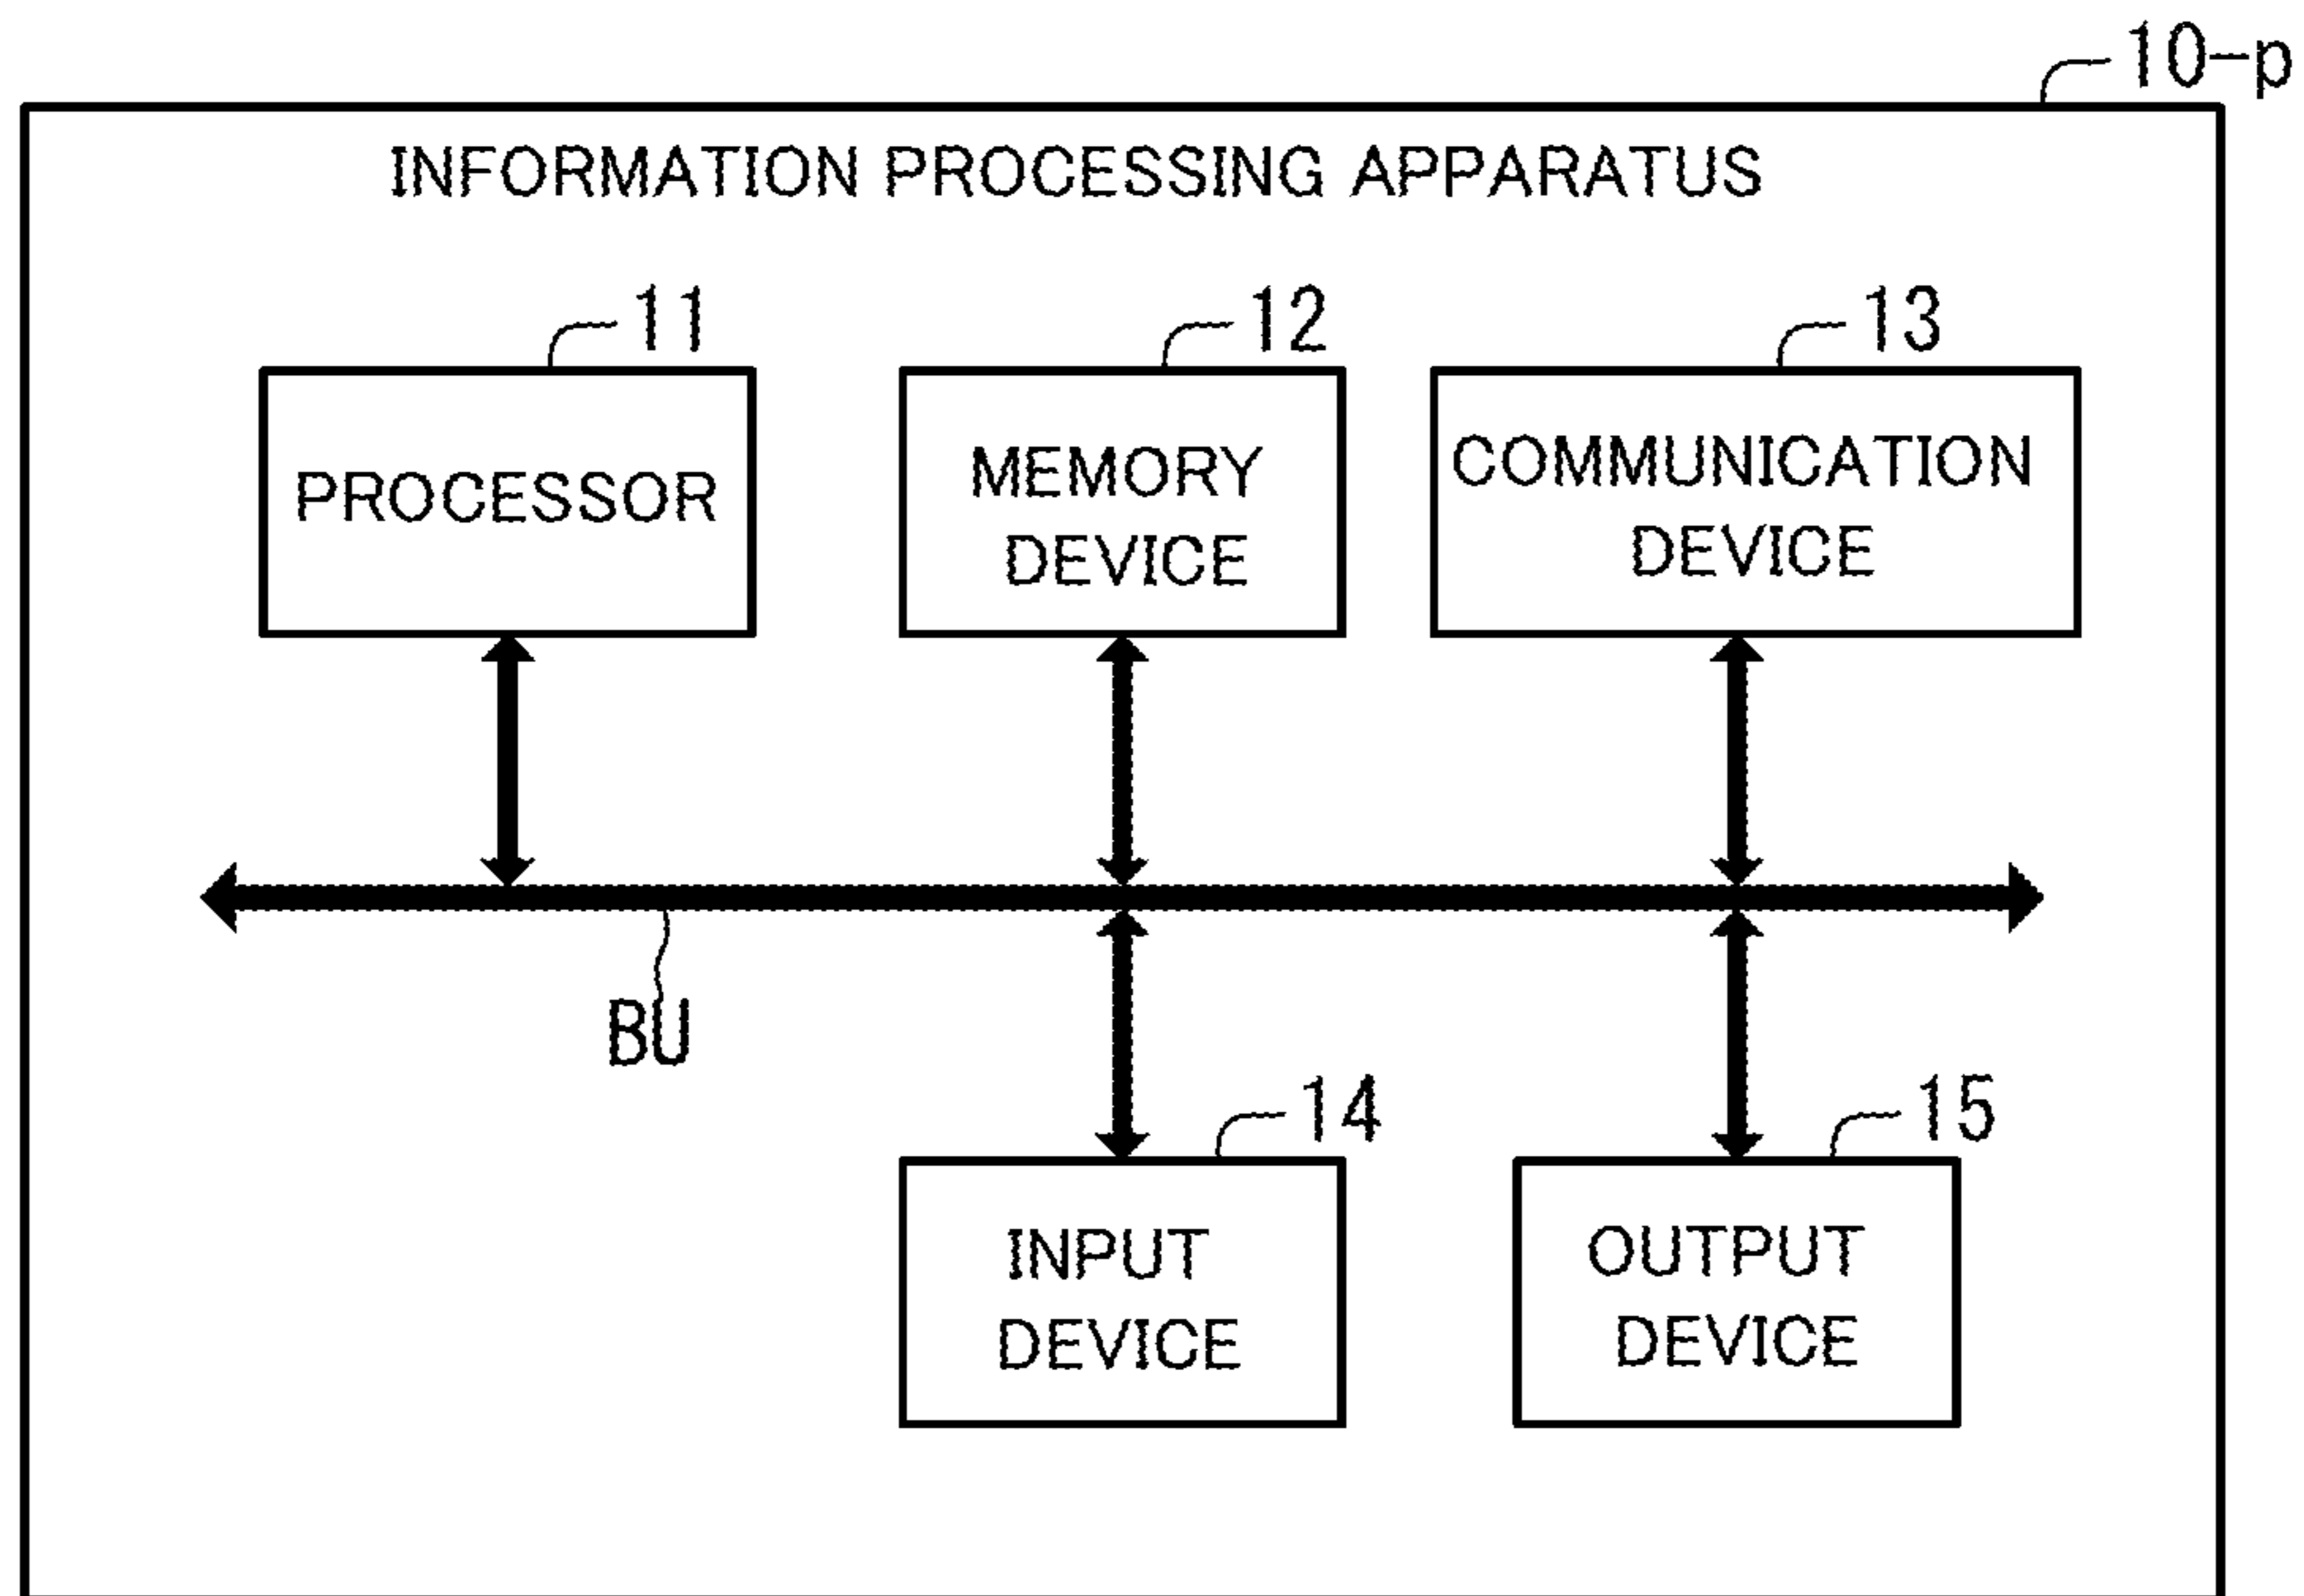 10-p
INFORMATION PROCESSING APPARATUS
11
12
13
PROCESSOR
MEMORY
DEVICE
COMMUNICATION
DEVICE
BU
14
15
INPUT
DEVICE
OUTPUT
DEVICE